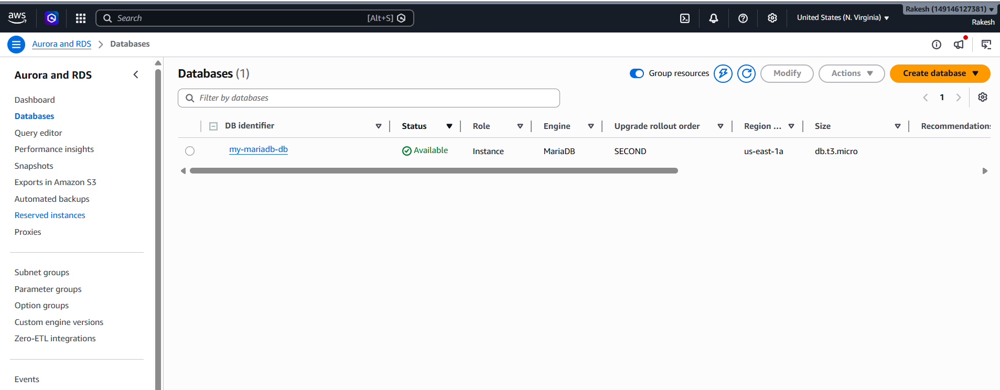 aws
Search [Alt+S]
United States (N. Virginia)
Rakesh (149146127381)
Rakesh
Aurora and RDS > Databases
Aurora and RDS
Dashboard
Databases
Query editor
Performance insights
Snapshots
Exports in Amazon S3
Automated backups
Reserved instances
Proxies
Subnet groups
Parameter groups
Option groups
Custom engine versions
Zero-ETL integrations
Events
Databases (1)
Group resources
Modify
Actions
Create database
Filter by databases
1
DB identifier Status Role Engine Upgrade rollout order Region ... Size Recommendations
my-mariadb-db Available Instance MariaDB SECOND us-east-1a db.t3.micro